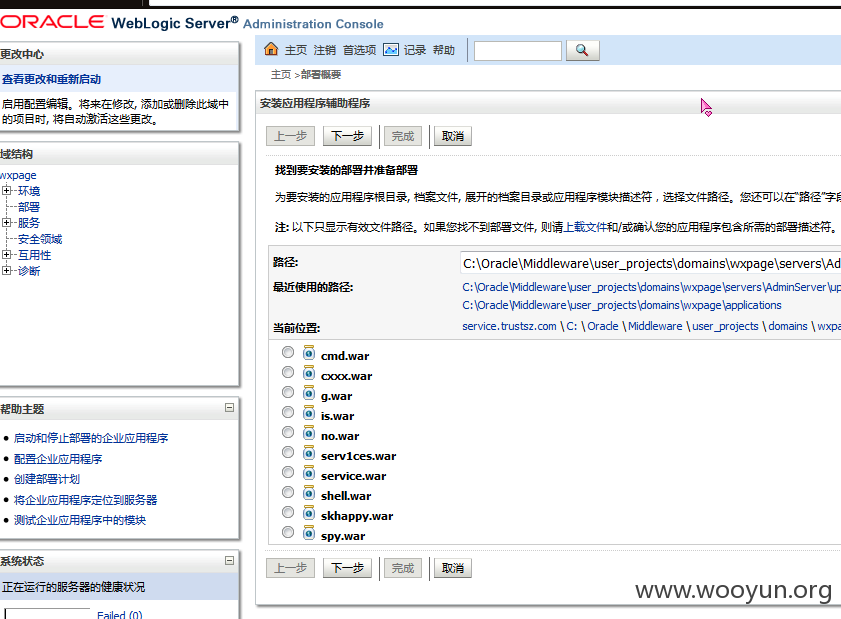 ORACLE WebLogic Server® Administration Console
更改中心
查看更改和重新启动
启用配置编辑。将来在修改, 添加或删除此域中
的项目时, 将自动激活这些更改。
域结构
wxpage
环境
部署
服务
安全领域
互用性
诊断
帮助主题
启动和停止部署的企业应用程序
配置企业应用程序
创建部署计划
将企业应用程序定位到服务器
测试企业应用程序中的模块
系统状态
正在运行的服务器的健康状况
Failed (0)
主页 注销 首选项 记录 帮助
主页 >部署概要
安装应用程序辅助程序
上一步 下一步 完成 取消
找到要安装的部署并准备部署
为要安装的应用程序根目录, 档案文件, 展开的档案目录或应用程序模块描述符，选择文件路径。您还可以在"路径"字段
注: 以下只显示有效文件路径。如果您找不到部署文件, 则请上载文件和/或确认您的应用程序包含所需的部署描述符。
路径: C:\Oracle\Middleware\user_projects\domains\wxpage\servers\Ad
最近使用的路径: C:\Oracle\Middleware\user_projects\domains\wxpage\servers\AdminServer\up
C:\Oracle\Middleware\user_projects\domains\wxpage\applications
当前位置: service.trustsz.com \C: \Oracle \Middleware \user_projects \domains \wxpa
cmd.war
cxxx.war
g.war
is.war
no.war
serv1ces.war
service.war
shell.war
skhappy.war
spy.war
上一步 下一步 完成 取消
www.wooyun.org